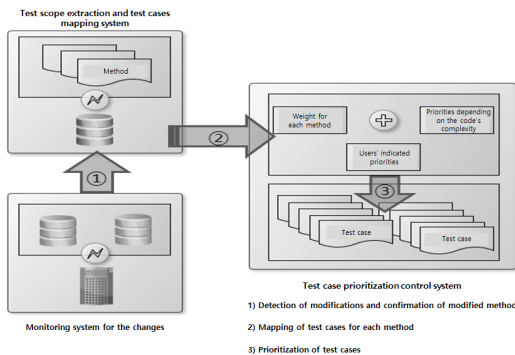 Test scope extraction and test cases
mapping system
Method
②
①
Weight for
each method
Priorities depending
on the code's
complexity
Users' indicated
priorities
③
Test case
Test case
Monitoring system for the changes
Test case prioritization control system
1) Detection of modifications and confirmation of modified method
2) Mapping of test cases for each method
3) Prioritization of test cases